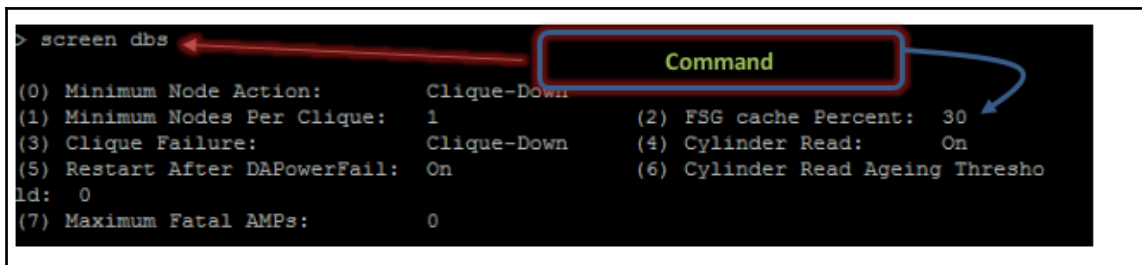 > screen dbs
Command
(0) Minimum Node Action: Clique-Down
(1) Minimum Nodes Per Clique: 1 (2) FSG cache Percent: 30
(3) Clique Failure: Clique-Down (4) Cylinder Read: On
(5) Restart After DAPowerFail: On (6) Cylinder Read Ageing Thresho
ld: 0
(7) Maximum Fatal AMPs: 0